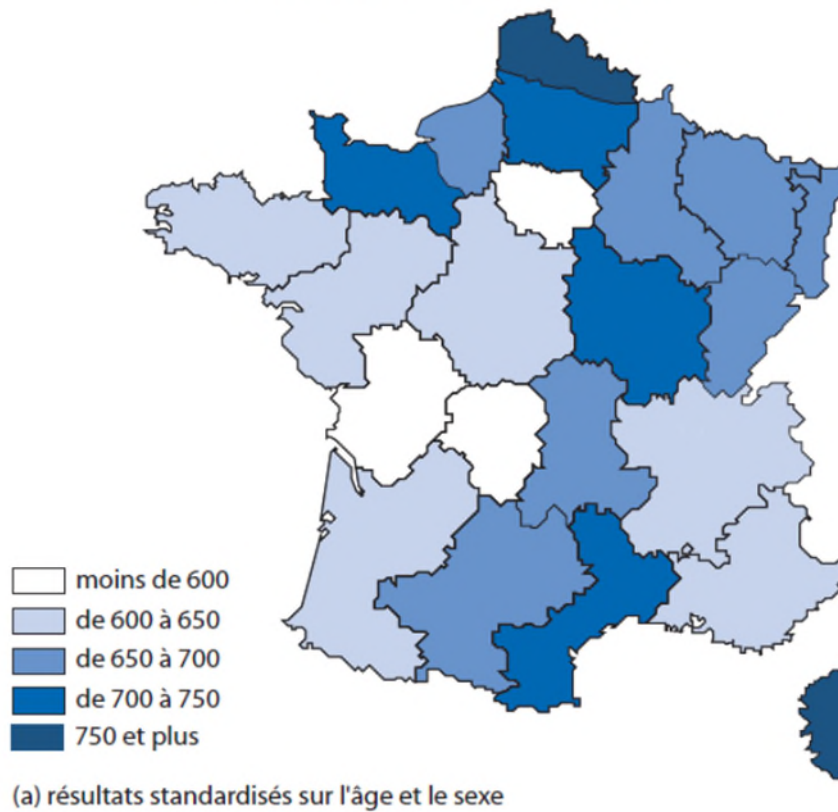 moins de 600
de 600 à 650
de 650 à 700
de 700 à 750
750 et plus
(a) résultats standardisés sur l'âge et le sexe